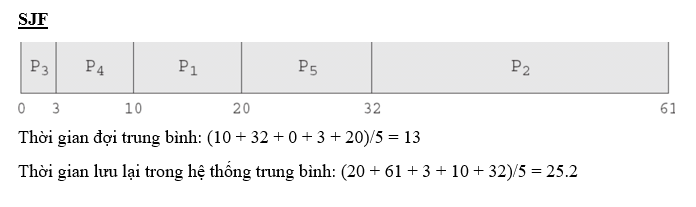 SJF
P3 P4 P1 P5 P2
0 3 10 20 32 61
Thời gian đợi trung bình: (10 + 32 + 0 + 3 + 20)/5 = 13
Thời gian lưu lại trong hệ thống trung bình: (20 + 61 + 3 + 10 + 32)/5 = 25.2